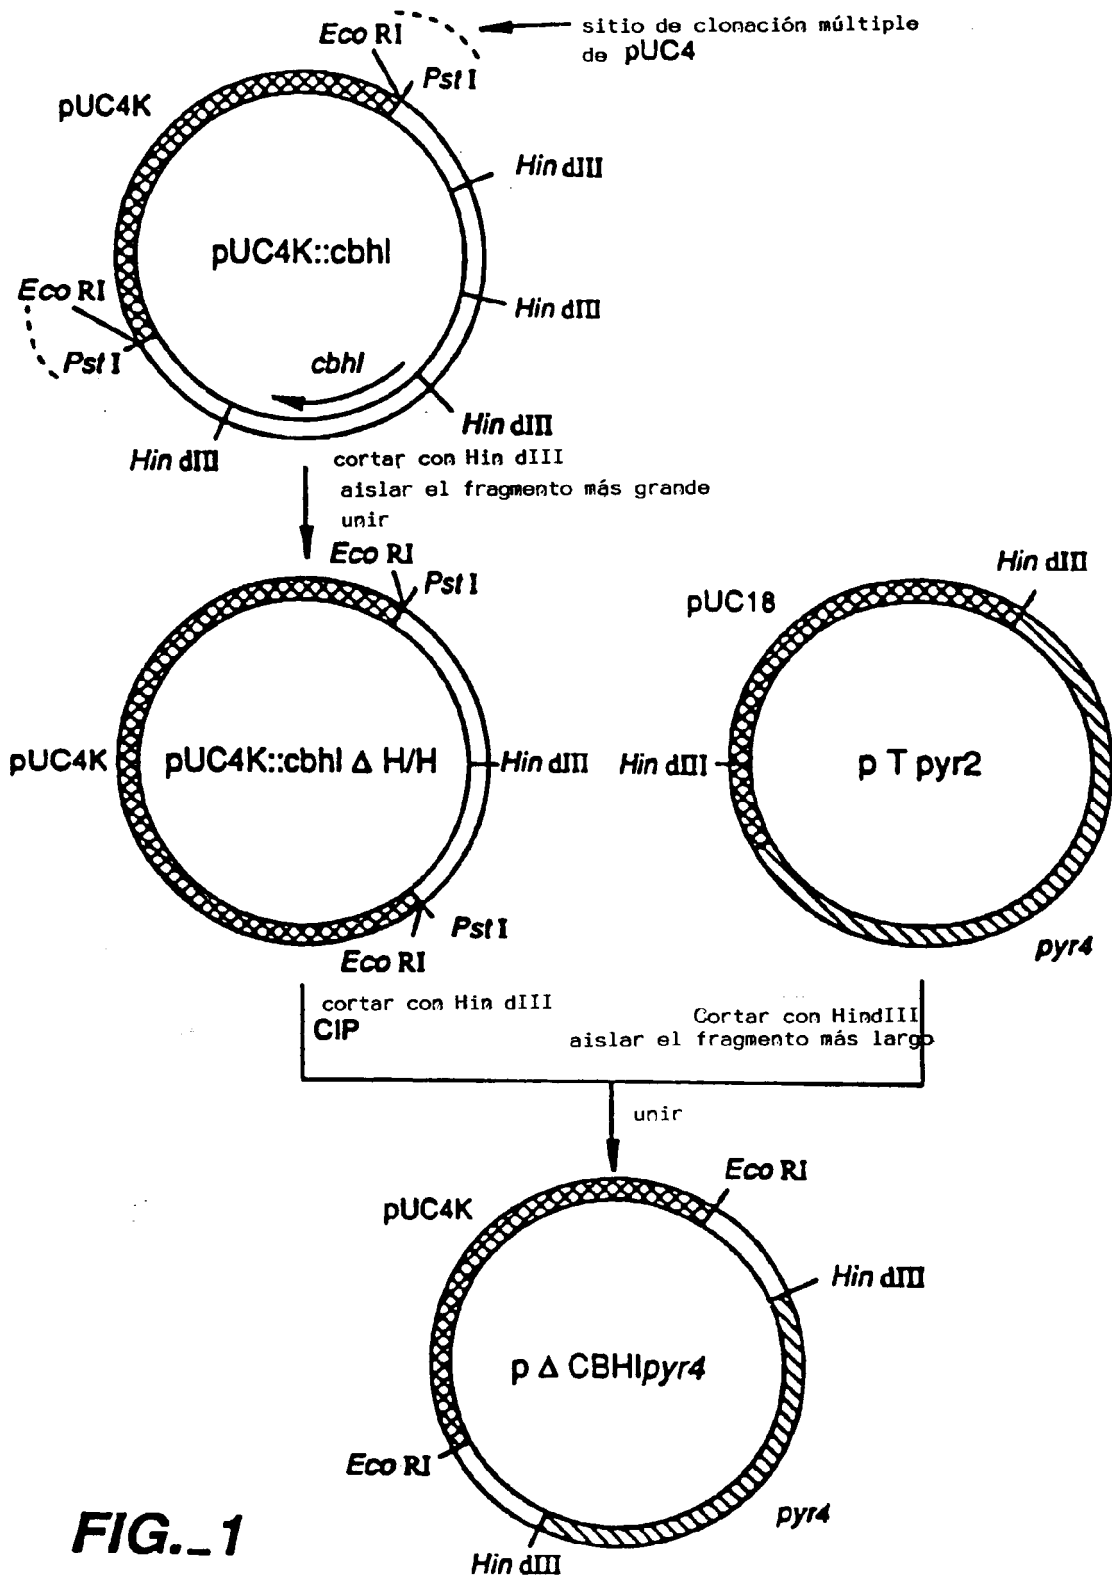 Eco RI
sitio de clonación múltiple
de pUC4
Pst I
pUC4K
Hin dIII
pUC4K::cbhI
Eco RI
Hin dIII
Pst I
cbhI
Hin dIII
Hin dIII
cortar con Hin dIII
aislar el fragmento más grande
unir
Eco RI
Pst I
Hin dIII
pUC18
pUC4K
pUC4K::cbhI Δ H/H
Hin dIII
Hin dIII
p T pyr2
Pst I
Eco RI
pyr4
cortar con Hin dIII
CIP
Cortar con HindIII
aislar el fragmento más largo
unir
Eco RI
pUC4K
Hin dIII
p Δ CBHIpyr4
Eco RI
pyr4
Hin dIII
FIG._1